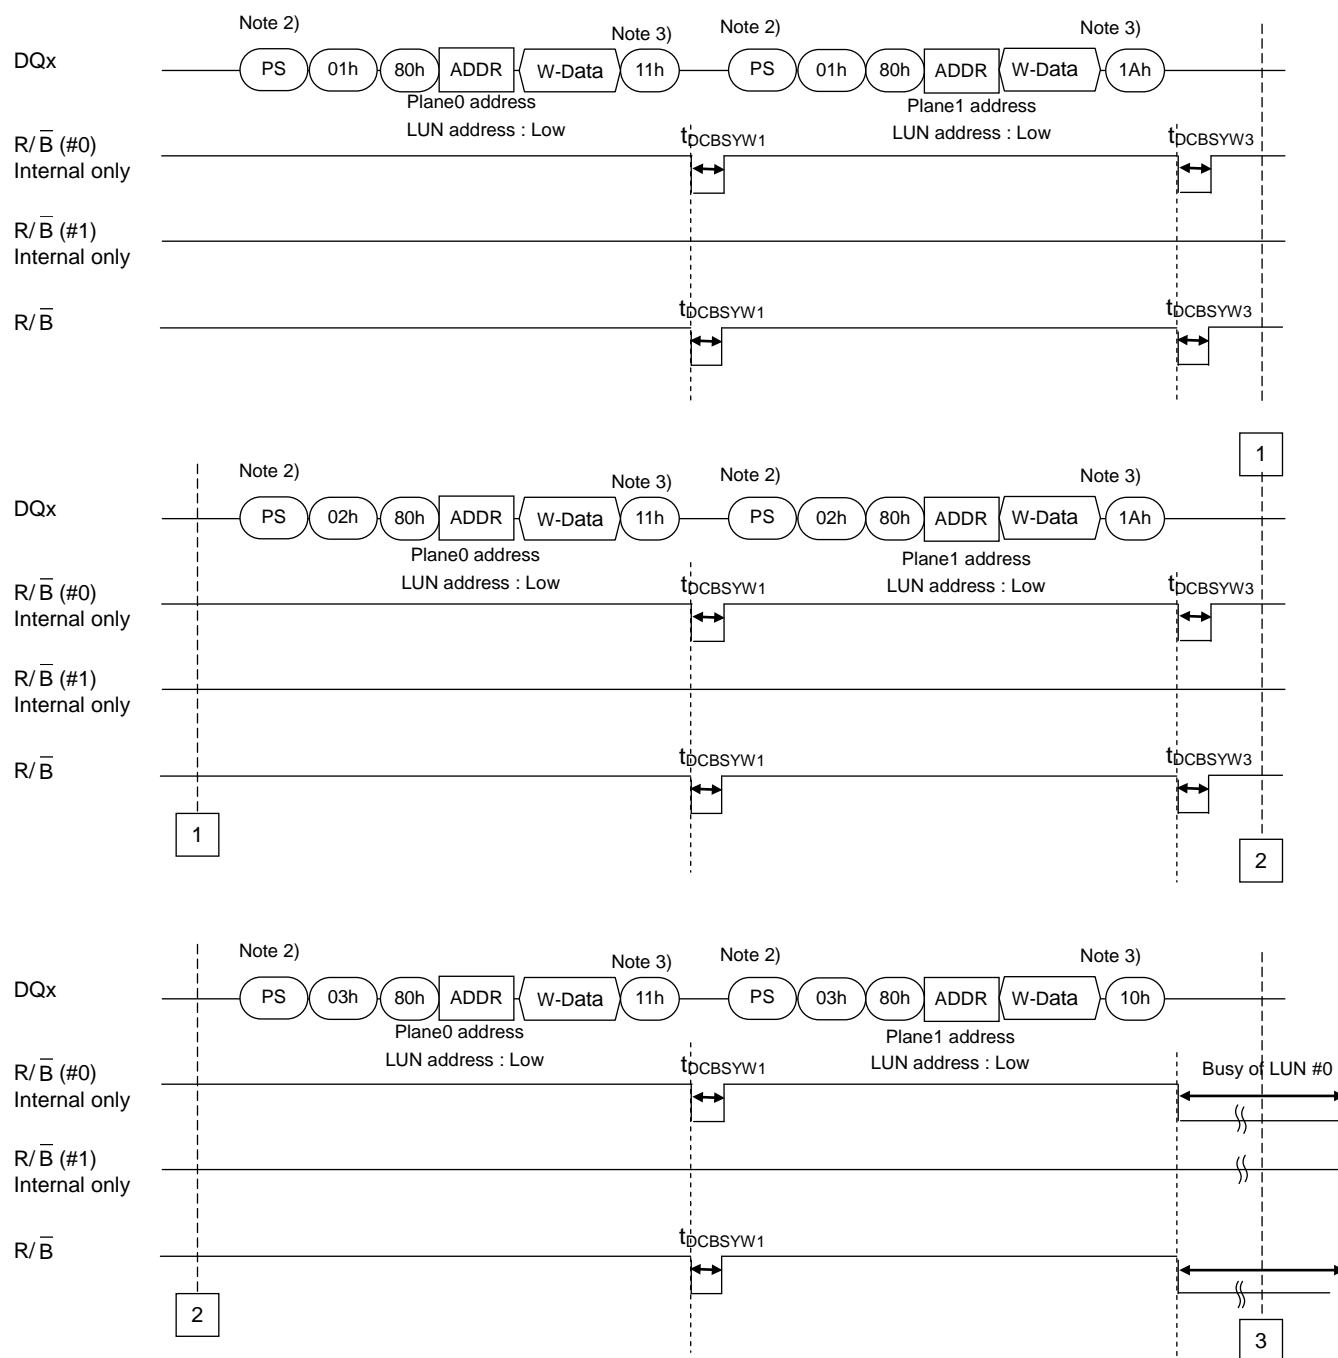 Note 2) Note 3) Note 2) Note 3)
DQx PS 01h 80h ADDR W-Data 11h PS 01h 80h ADDR W-Data 1Ah
Plane0 address Plane1 address
LUN address : Low LUN address : Low
R/B (#0) tDCBSYW1 tDCBSYW3
Internal only
R/B (#1)
Internal only
R/B tDCBSYW1 tDCBSYW3
1
Note 2) Note 3) Note 2) Note 3)
DQx PS 02h 80h ADDR W-Data 11h PS 02h 80h ADDR W-Data 1Ah
Plane0 address Plane1 address
LUN address : Low LUN address : Low
R/B (#0) tDCBSYW1 tDCBSYW3
Internal only
R/B (#1)
Internal only
R/B tDCBSYW1 tDCBSYW3
1 2
Note 2) Note 3) Note 2) Note 3)
DQx PS 03h 80h ADDR W-Data 11h PS 03h 80h ADDR W-Data 10h
Plane0 address Plane1 address
LUN address : Low LUN address : Low
R/B (#0) tDCBSYW1 Busy of LUN #0
Internal only
R/B (#1)
Internal only
R/B tDCBSYW1
2 3